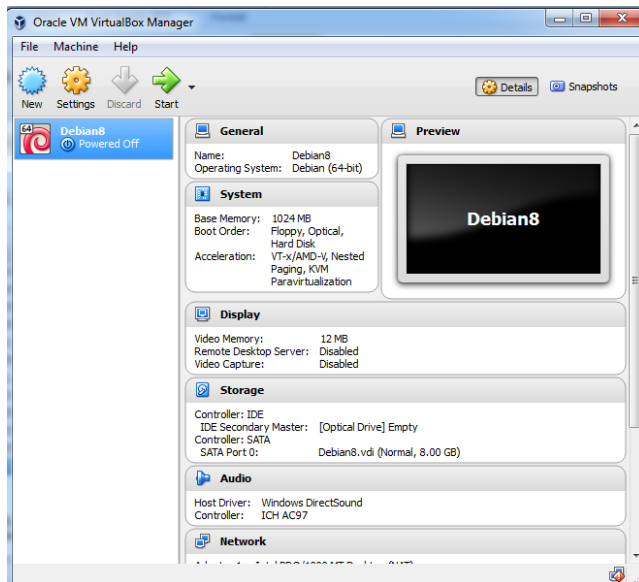 Oracle VM VirtualBox Manager
File Machine Help
New Settings Discard Start
Details Snapshots
64
Debian8
Powered Off
General
Name: Debian8
Operating System: Debian (64-bit)
System
Base Memory: 1024 MB
Boot Order: Floppy, Optical,
Hard Disk
Acceleration: VT-x/AMD-V, Nested
Paging, KVM
Paravirtualization
Preview
Debian8
Display
Video Memory: 12 MB
Remote Desktop Server: Disabled
Video Capture: Disabled
Storage
Controller: IDE
IDE Secondary Master: [Optical Drive] Empty
Controller: SATA
SATA Port 0: Debian8.vdi (Normal, 8.00 GB)
Audio
Host Driver: Windows DirectSound
Controller: ICH AC97
Network